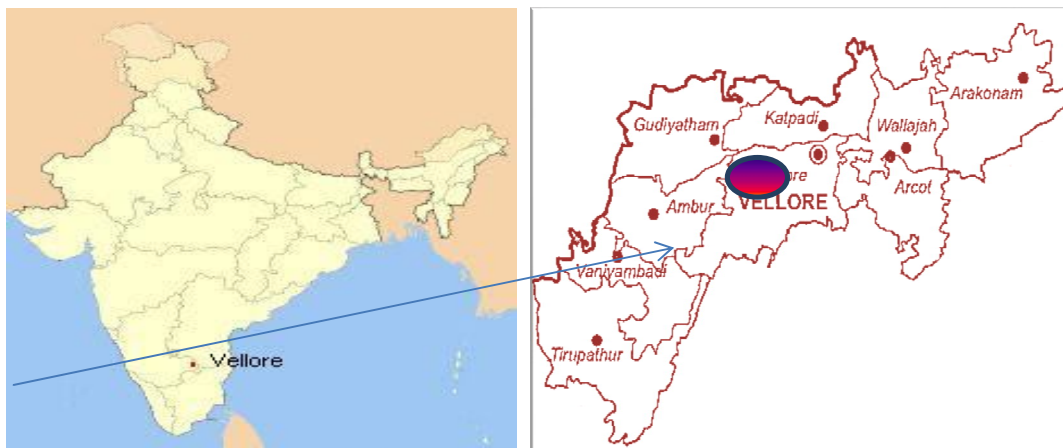 Vellore
Arakonam
Katpadi
Gudiyatham
Wallajah
Arcot
VELLORE
Ambur
Vaniyambadi
Tirupathur